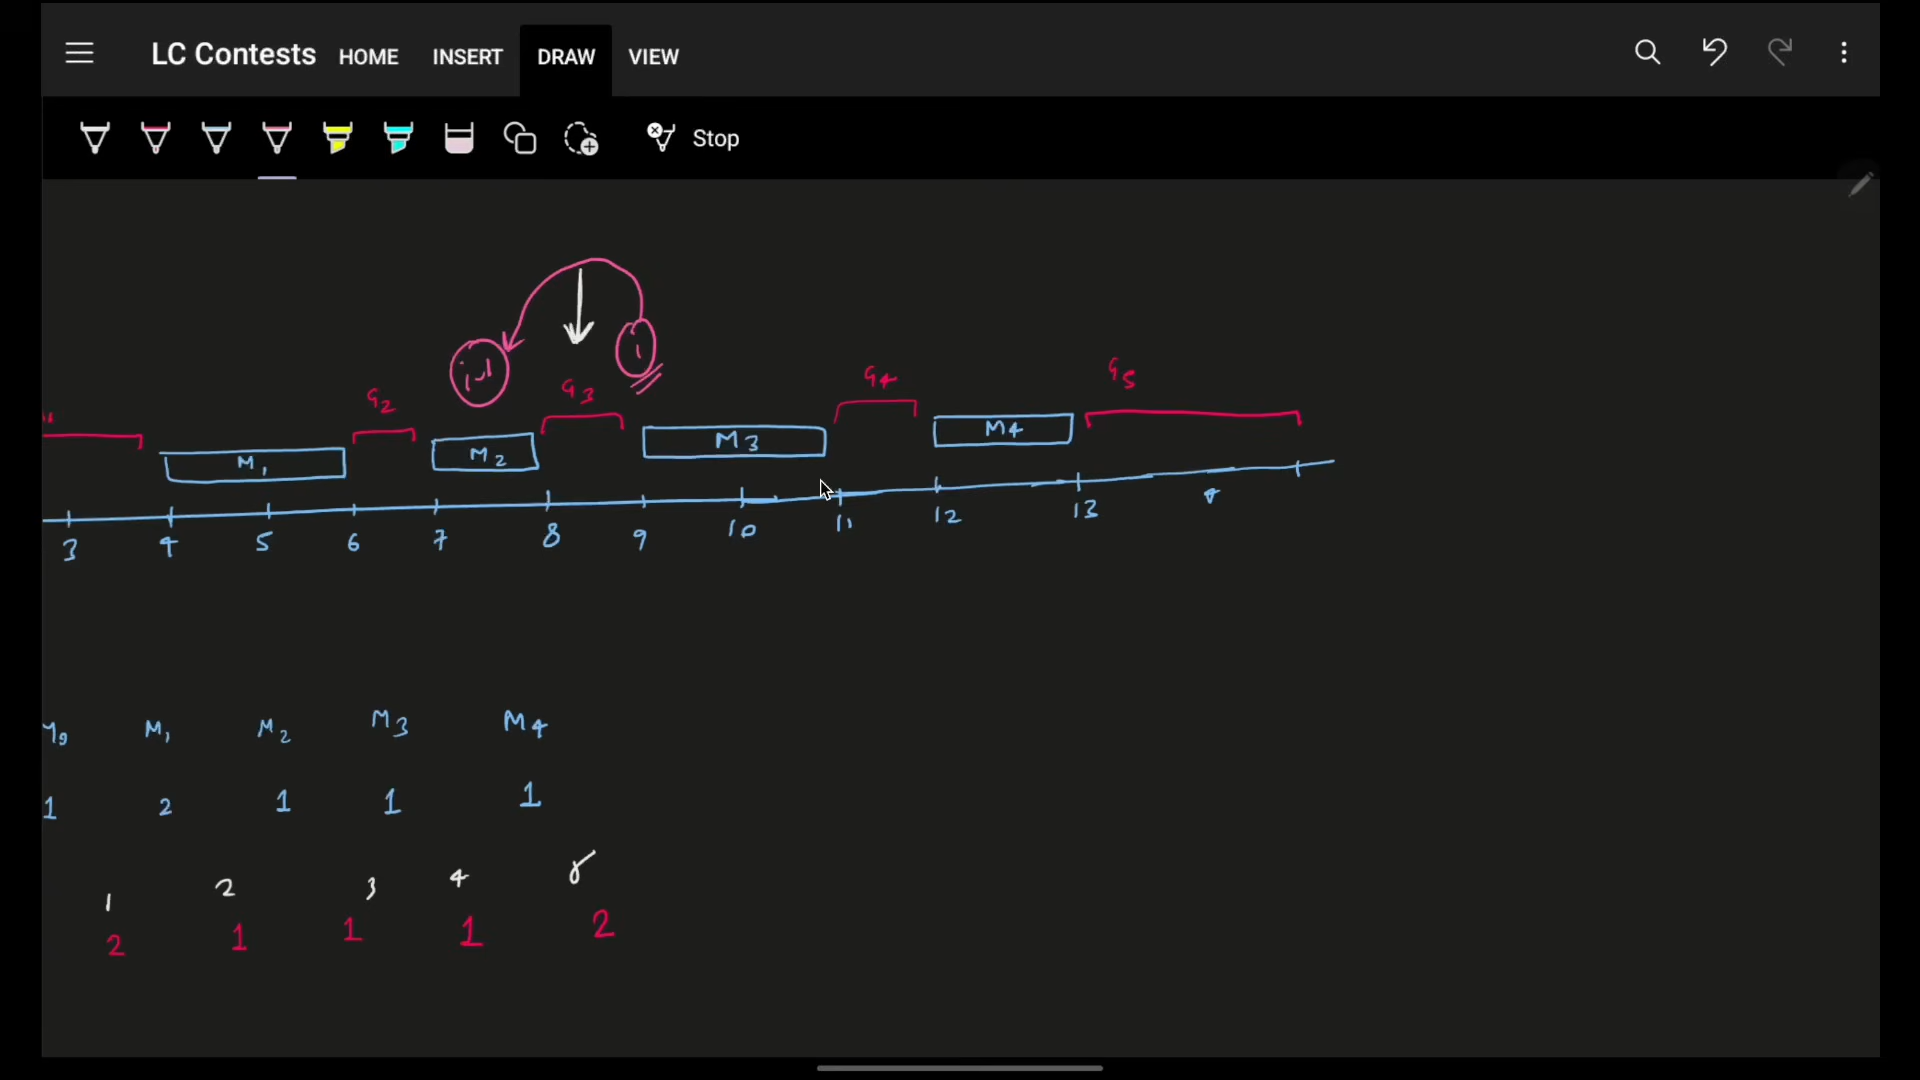 LC Contests HOME INSERT DRAW VIEW
Stop
i-1 i
G2 G3 G4 G5
M1 M2 M3 M4
3 4 5 6 7 8 9 10 11 12 13
M1 M2 M3 M4
1 2 1 1 1
1 2 3 4
2 1 1 1 2